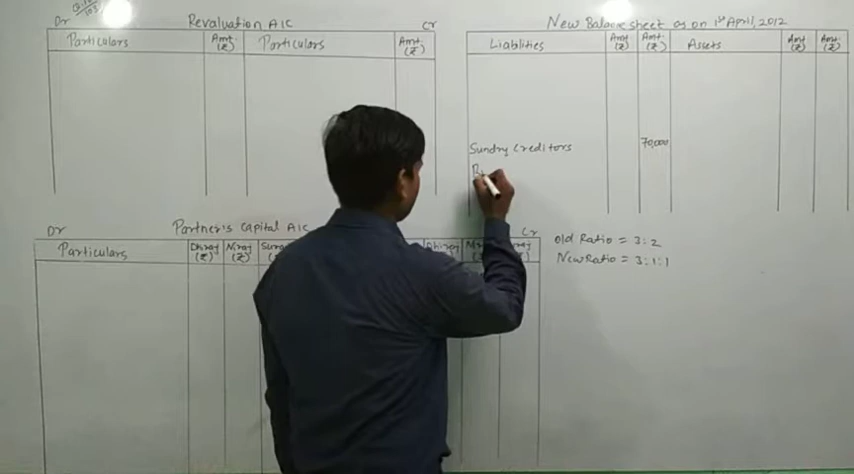 Dr Revaluation A|C Cr
Particulars Amt (₹) Particulars Amt (₹)
New Balance sheet as on 1st April, 2012
Liablities Amt (₹) Amt (₹) Assets Amt (₹) Amt (₹)
Sundry Creditors 70,000
Dr Partner's Capital A|C Cr
Particulars Dhiraj (₹) Niraj (₹)
Old Ratio = 3:2
New Ratio = 3:1:1